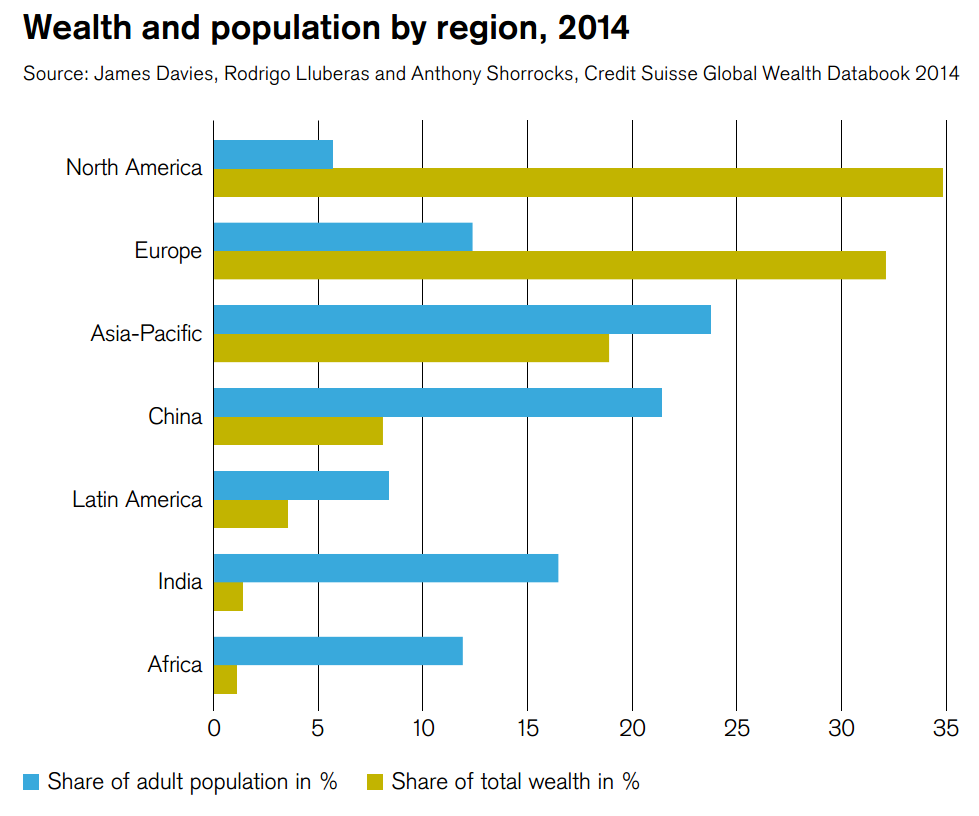 Wealth and population by region, 2014
Source: James Davies, Rodrigo Lluberas and Anthony Shorrocks, Credit Suisse Global Wealth Databook 2014
North America
Europe
Asia-Pacific
China
Latin America
India
Africa
0 5 10 15 20 25 30 35
Share of adult population in % Share of total wealth in %